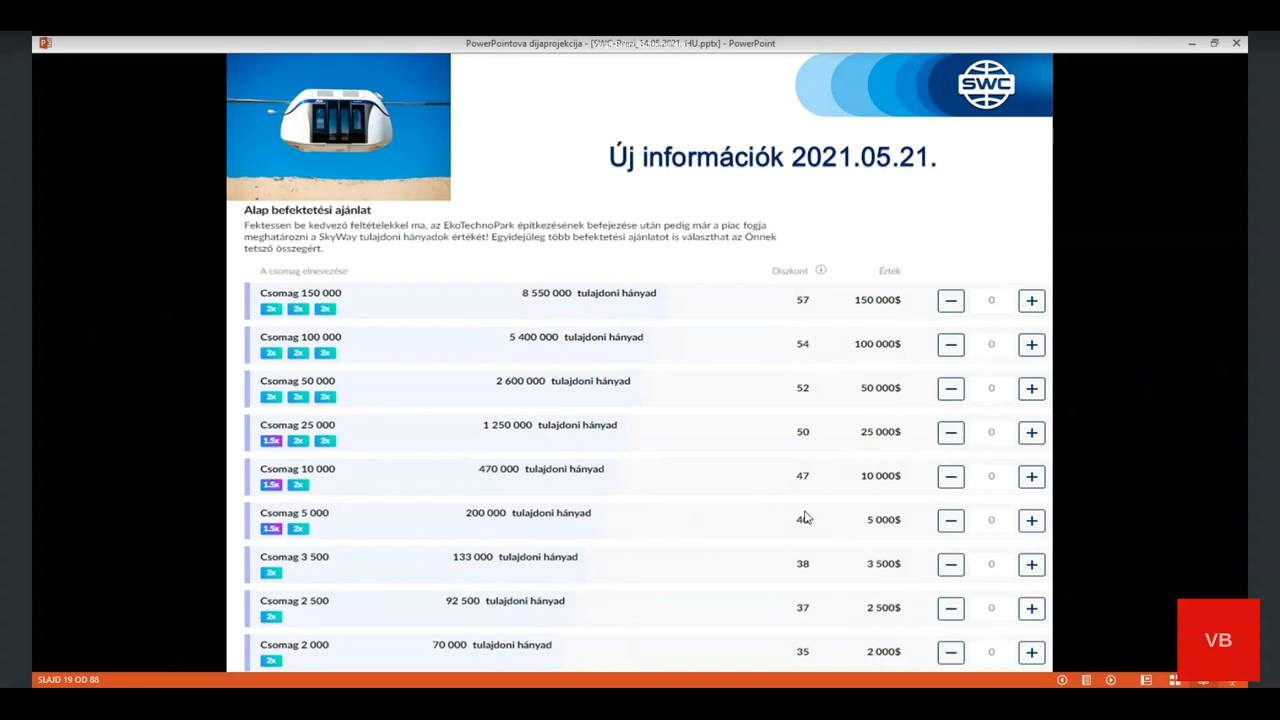 PowerPointova dijaprojekcija - [SWC-Prezi_14.05.2021. HU.pptx] - PowerPoint
SWC
Új információk 2021.05.21.
Alap befektetési ajánlat
Fektessen be kedvező feltételekkel ma, az EkoTechnoPark építkezésének befejezése után pedig már a piac fogja
meghatározni a SkyWay tulajdoni hányadok értékét! Egyidejűleg több befektetési ajánlatot is választhat az Önnek
tetsző összegért.
A csomag elnevezése Diszkont Érték
Csomag 150 000 8 550 000 tulajdoni hányad 57 150 000$ 0
2x 2x 2x
Csomag 100 000 5 400 000 tulajdoni hányad 54 100 000$ 0
2x 2x 2x
Csomag 50 000 2 600 000 tulajdoni hányad 52 50 000$ 0
2x 2x 2x
Csomag 25 000 1 250 000 tulajdoni hányad 50 25 000$ 0
1.5x 2x 2x
Csomag 10 000 470 000 tulajdoni hányad 47 10 000$ 0
1.5x 2x
Csomag 5 000 200 000 tulajdoni hányad 5 000$ 0
1.5x 2x
Csomag 3 500 133 000 tulajdoni hányad 38 3 500$ 0
2x
Csomag 2 500 92 500 tulajdoni hányad 37 2 500$ 0
2x
Csomag 2 000 70 000 tulajdoni hányad 35 2 000$ 0
2x
VB
SLAJD 19 OD 88